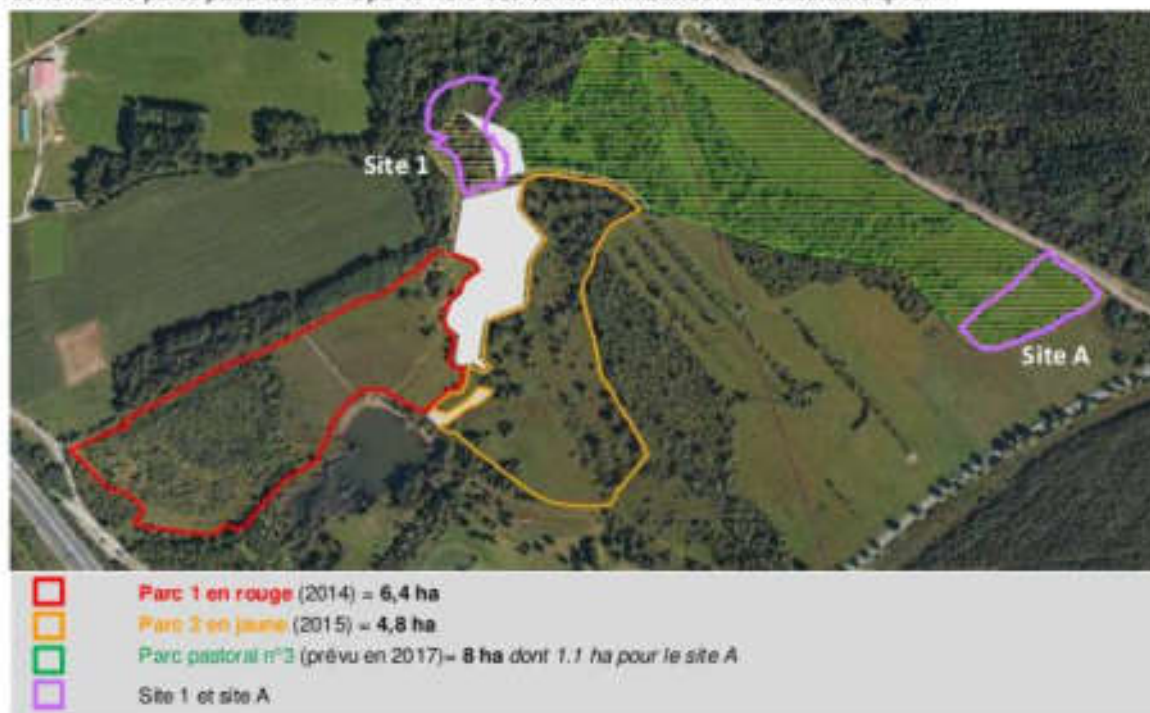 Site 1
Site A
Parc 1 en rouge (2014) = 6,4 ha
Parc 2 en jaune (2015) = 4,8 ha
Parc pastoral n°3 (prévu en 2017)= 8 ha dont 1.1 ha pour le site A
Site 1 et site A